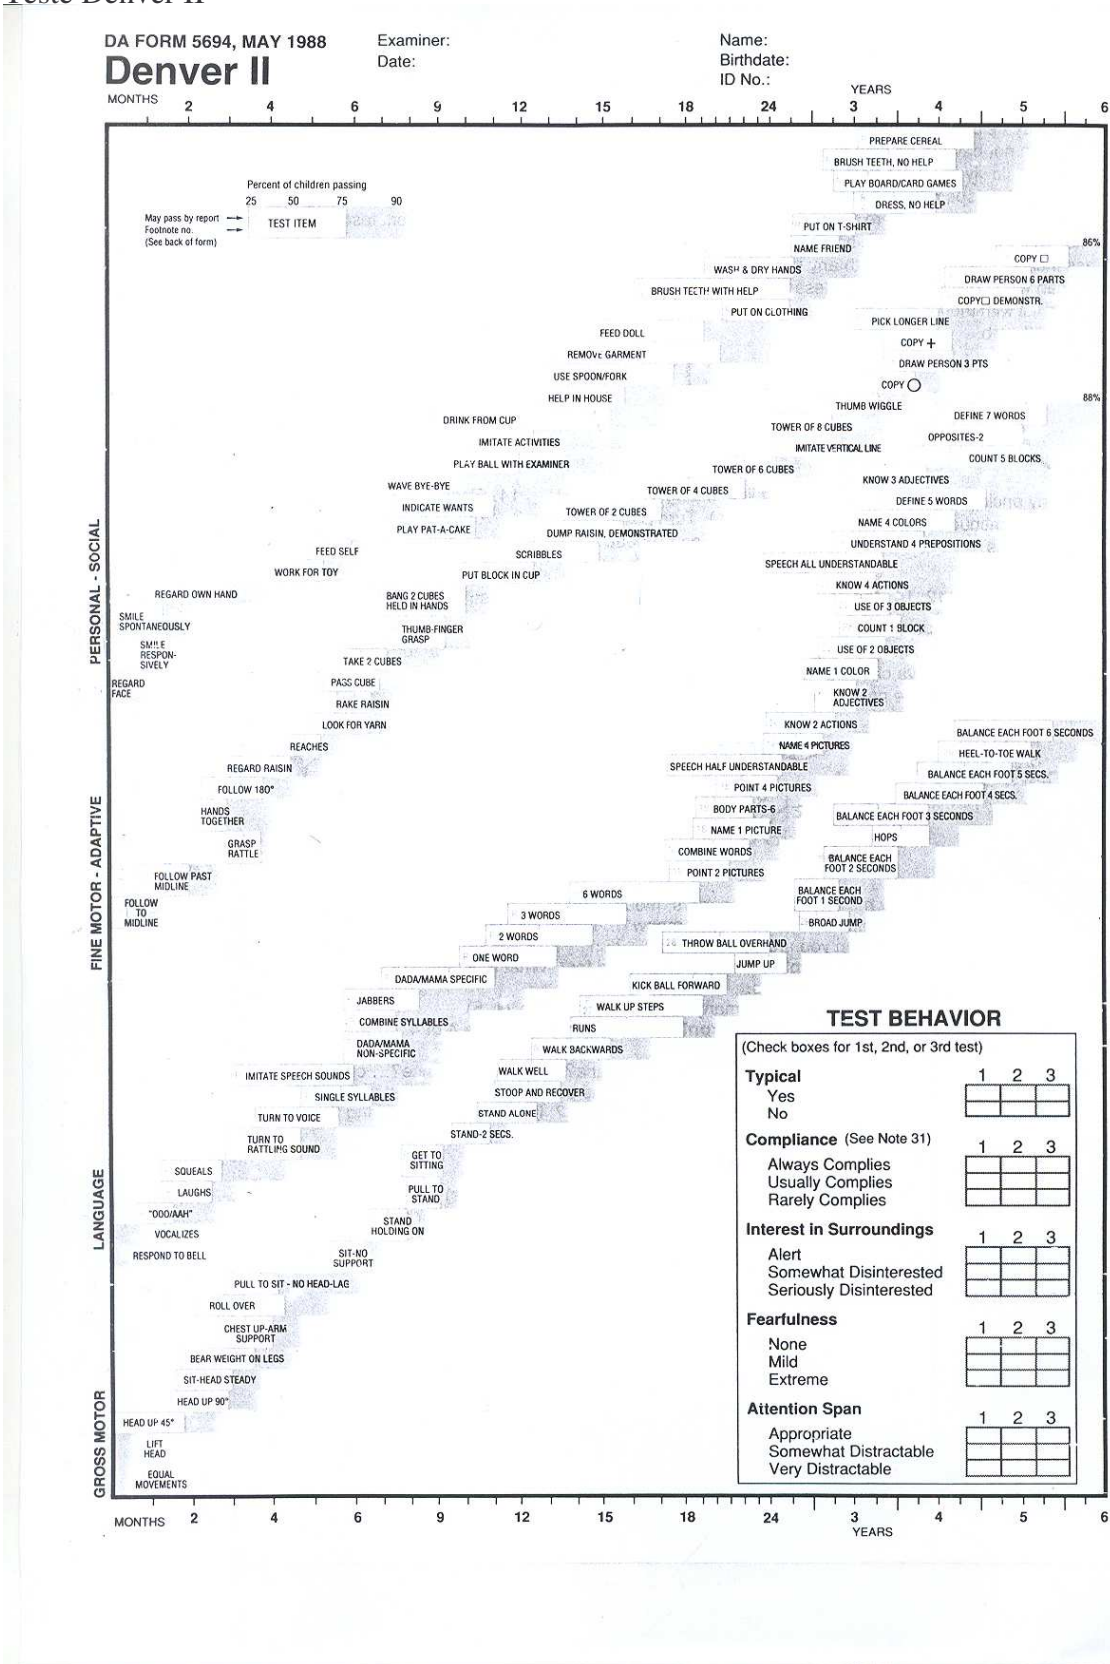 Teste Denver II
DA FORM 5694, MAY 1988
Denver II
Examiner:
Date:
Name:
Birthdate:
ID No.:
MONTHS 2 4 6 9 12 15 18 24 YEARS 3 4 5 6
Percent of children passing
25 50 75 90
May pass by report
Footnote no.
(See back of form)
TEST ITEM
PERSONAL - SOCIAL
PREPARE CEREAL
BRUSH TEETH, NO HELP
PLAY BOARD/CARD GAMES
DRESS, NO HELP
PUT ON T-SHIRT
NAME FRIEND
WASH & DRY HANDS
BRUSH TEETH WITH HELP
PUT ON CLOTHING
FEED DOLL
REMOVE GARMENT
USE SPOON/FORK
HELP IN HOUSE
DRINK FROM CUP
IMITATE ACTIVITIES
PLAY BALL WITH EXAMINER
WAVE BYE-BYE
INDICATE WANTS
PLAY PAT-A-CAKE
FEED SELF
WORK FOR TOY
REGARD OWN HAND
SMILE
SPONTANEOUSLY
SMILE
RESPON-
SIVELY
REGARD
FACE
FINE MOTOR - ADAPTIVE
86%
COPY □
DRAW PERSON 6 PARTS
COPY □ DEMONSTR.
PICK LONGER LINE
COPY +
DRAW PERSON 3 PTS
COPY ○
THUMB WIGGLE
TOWER OF 8 CUBES
IMITATE VERTICAL LINE
TOWER OF 6 CUBES
TOWER OF 4 CUBES
TOWER OF 2 CUBES
DUMP RAISIN, DEMONSTRATED
SCRIBBLES
PUT BLOCK IN CUP
BANG 2 CUBES
HELD IN HANDS
THUMB-FINGER
GRASP
TAKE 2 CUBES
PASS CUBE
RAKE RAISIN
LOOK FOR YARN
REACHES
REGARD RAISIN
FOLLOW 180°
HANDS
TOGETHER
GRASP
RATTLE
FOLLOW PAST
MIDLINE
FOLLOW
TO
MIDLINE
LANGUAGE
88%
DEFINE 7 WORDS
OPPOSITES-2
COUNT 5 BLOCKS
KNOW 3 ADJECTIVES
DEFINE 5 WORDS
NAME 4 COLORS
UNDERSTAND 4 PREPOSITIONS
SPEECH ALL UNDERSTANDABLE
KNOW 4 ACTIONS
USE OF 3 OBJECTS
COUNT 1 BLOCK
USE OF 2 OBJECTS
NAME 1 COLOR
KNOW 2
ADJECTIVES
KNOW 2 ACTIONS
NAME 4 PICTURES
SPEECH HALF UNDERSTANDABLE
POINT 4 PICTURES
BODY PARTS-6
NAME 1 PICTURE
COMBINE WORDS
POINT 2 PICTURES
6 WORDS
3 WORDS
2 WORDS
ONE WORD
DADA/MAMA SPECIFIC
JABBERS
COMBINE SYLLABLES
DADA/MAMA
NON-SPECIFIC
IMITATE SPEECH SOUNDS
SINGLE SYLLABLES
TURN TO VOICE
TURN TO
RATTLING SOUND
SQUEALS
LAUGHS
"OOO/AAH"
VOCALIZES
RESPOND TO BELL
GROSS MOTOR
BALANCE EACH FOOT 6 SECONDS
HEEL-TO-TOE WALK
BALANCE EACH FOOT 5 SECS.
BALANCE EACH FOOT 4 SECS.
BALANCE EACH FOOT 3 SECONDS
HOPS
BALANCE EACH
FOOT 2 SECONDS
BALANCE EACH
FOOT 1 SECOND
BROAD JUMP
THROW BALL OVERHAND
JUMP UP
KICK BALL FORWARD
WALK UP STEPS
RUNS
WALK BACKWARDS
WALK WELL
STOOP AND RECOVER
STAND ALONE
STAND-2 SECS.
GET TO
SITTING
PULL TO
STAND
STAND
HOLDING ON
SIT-NO
SUPPORT
PULL TO SIT - NO HEAD-LAG
ROLL OVER
CHEST UP-ARM
SUPPORT
BEAR WEIGHT ON LEGS
SIT-HEAD STEADY
HEAD UP 90°
HEAD UP 45°
LIFT
HEAD
EQUAL
MOVEMENTS
TEST BEHAVIOR
(Check boxes for 1st, 2nd, or 3rd test)
Typical 1 2 3
Yes
No
Compliance (See Note 31) 1 2 3
Always Complies
Usually Complies
Rarely Complies
Interest in Surroundings 1 2 3
Alert
Somewhat Disinterested
Seriously Disinterested
Fearfulness 1 2 3
None
Mild
Extreme
Attention Span 1 2 3
Appropriate
Somewhat Distractable
Very Distractable
MONTHS 2 4 6 9 12 15 18 24 3 4 5 6
YEARS